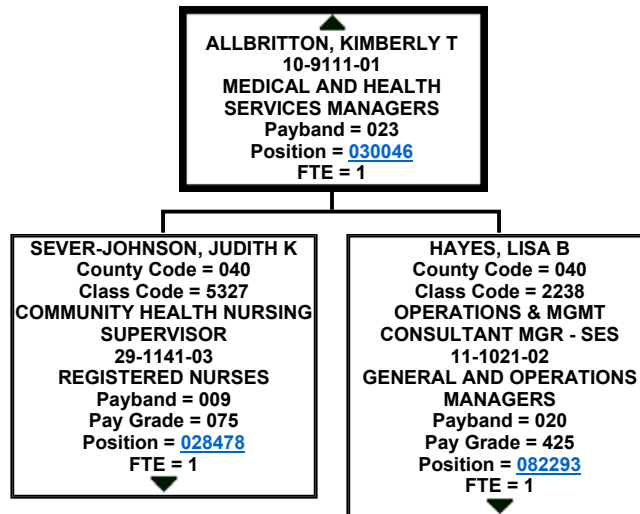 ALLBRITTON, KIMBERLY T
10-9111-01
MEDICAL AND HEALTH
SERVICES MANAGERS
Payband = 023
Position = 030046
FTE = 1
SEVER-JOHNSON, JUDITH K
County Code = 040
Class Code = 5327
COMMUNITY HEALTH NURSING
SUPERVISOR
29-1141-03
REGISTERED NURSES
Payband = 009
Pay Grade = 075
Position = 028478
FTE = 1
HAYES, LISA B
County Code = 040
Class Code = 2238
OPERATIONS & MGMT
CONSULTANT MGR - SES
11-1021-02
GENERAL AND OPERATIONS
MANAGERS
Payband = 020
Pay Grade = 425
Position = 082293
FTE = 1